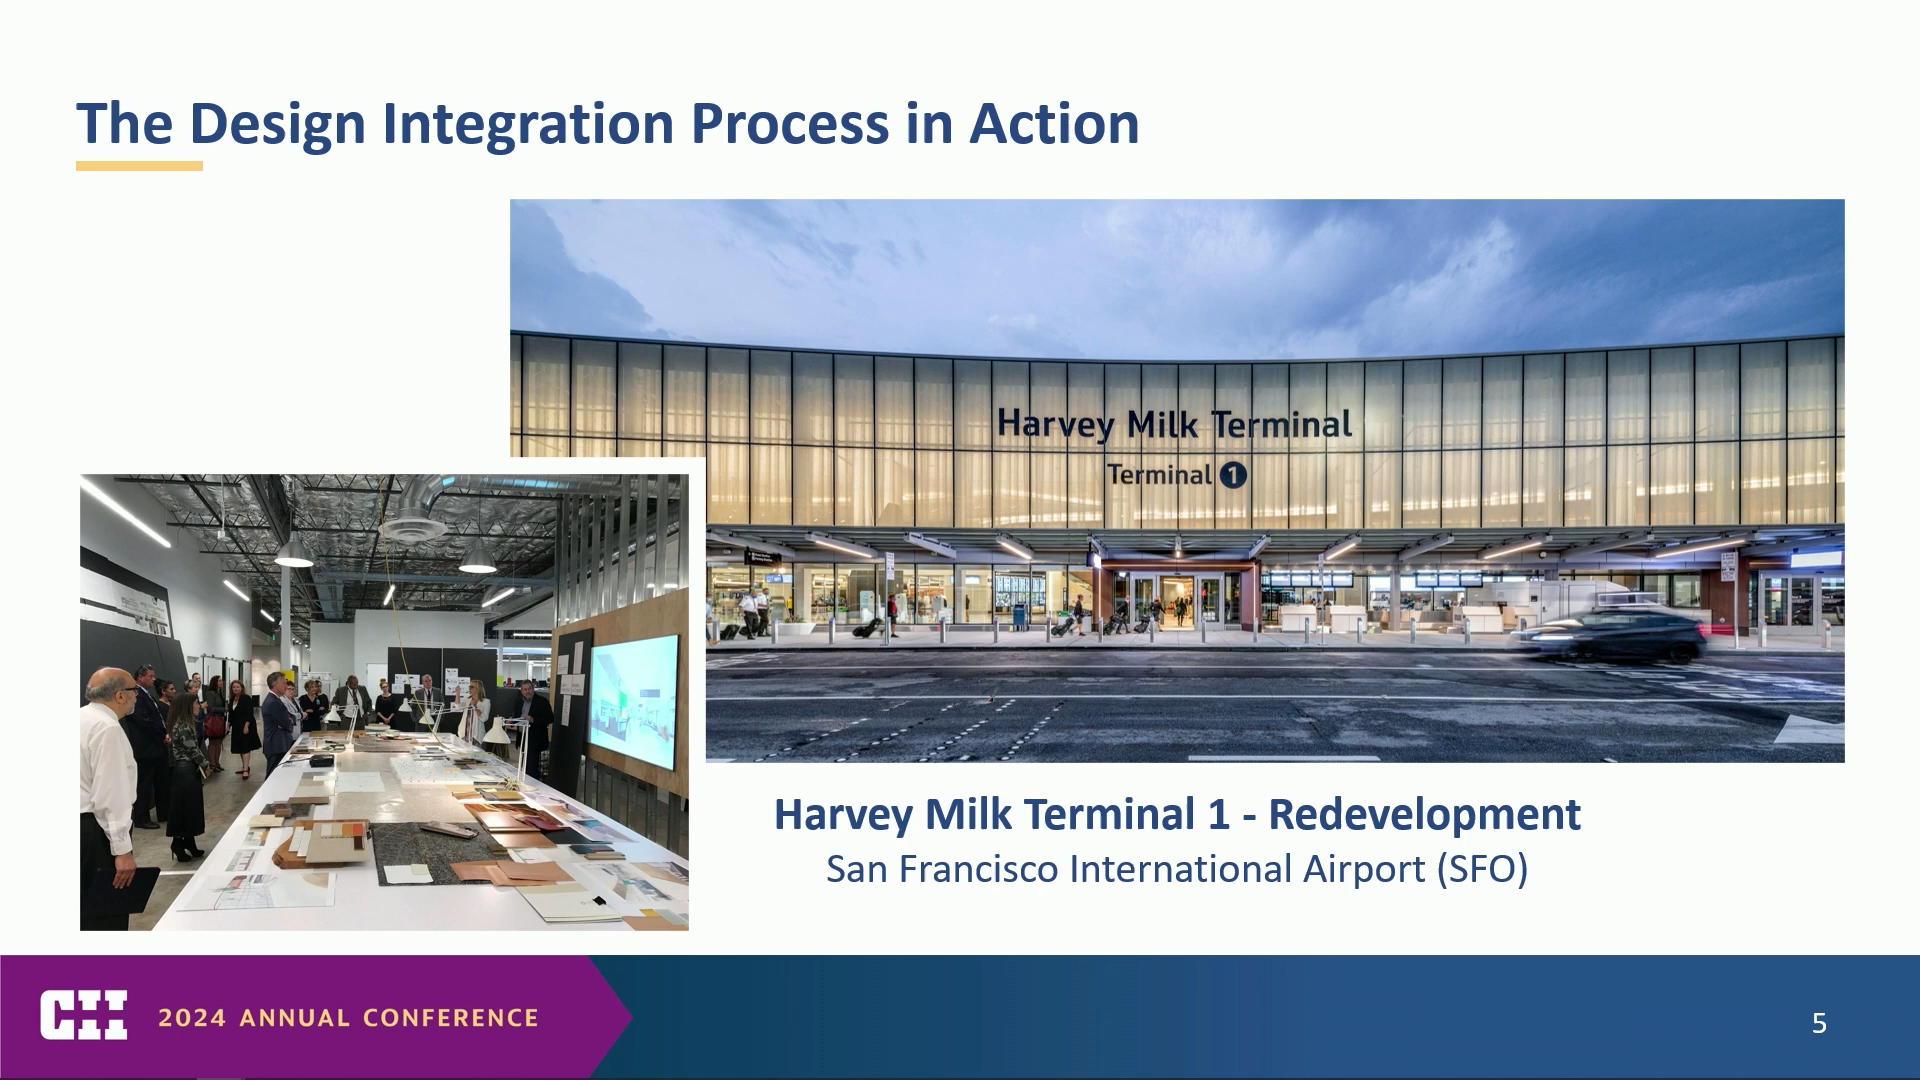 The Design Integration Process in Action
Harvey Milk Terminal
Terminal 1
Harvey Milk Terminal 1 - Redevelopment
San Francisco International Airport (SFO)
CII
2024 ANNUAL CONFERENCE
5